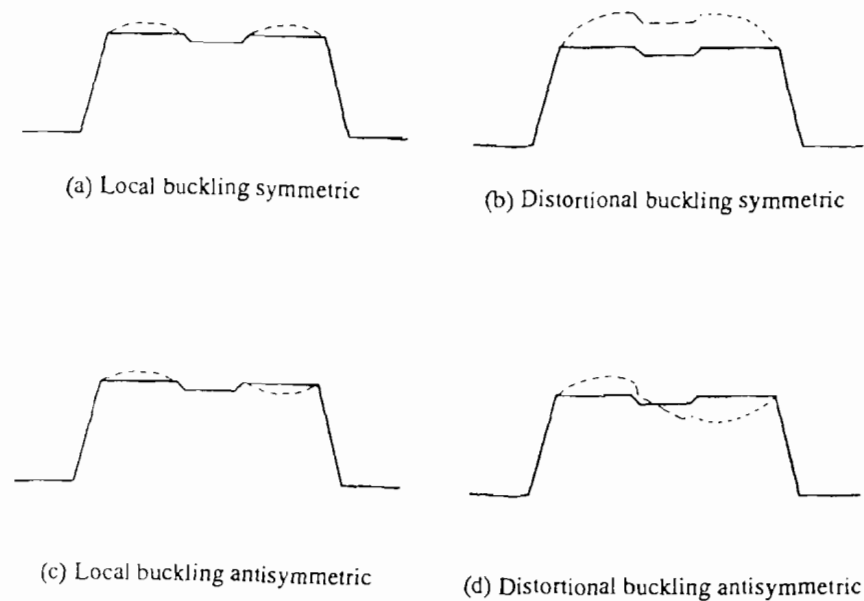 (a) Local buckling symmetric
(b) Distortional buckling symmetric
(c) Local buckling antisymmetric
(d) Distortional buckling antisymmetric